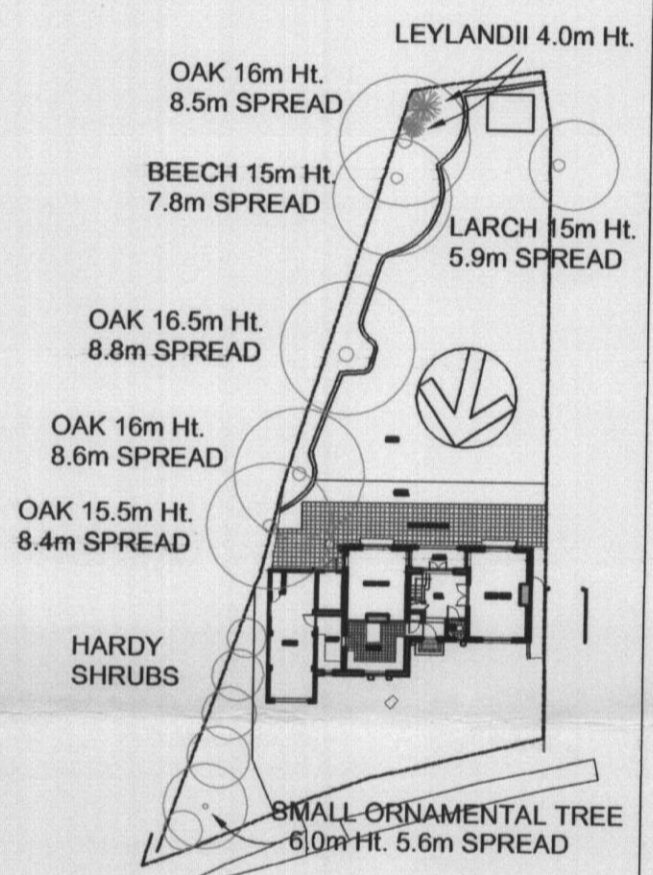 LEYLANDII 4.0m Ht.
OAK 16m Ht.
8.5m SPREAD
BEECH 15m Ht.
7.8m SPREAD
LARCH 15m Ht.
5.9m SPREAD
OAK 16.5m Ht.
8.8m SPREAD
OAK 16m Ht.
8.6m SPREAD
OAK 15.5m Ht.
8.4m SPREAD
HARDY
SHRUBS
SMALL ORNAMENTAL TREE
6.0m Ht. 5.6m SPREAD